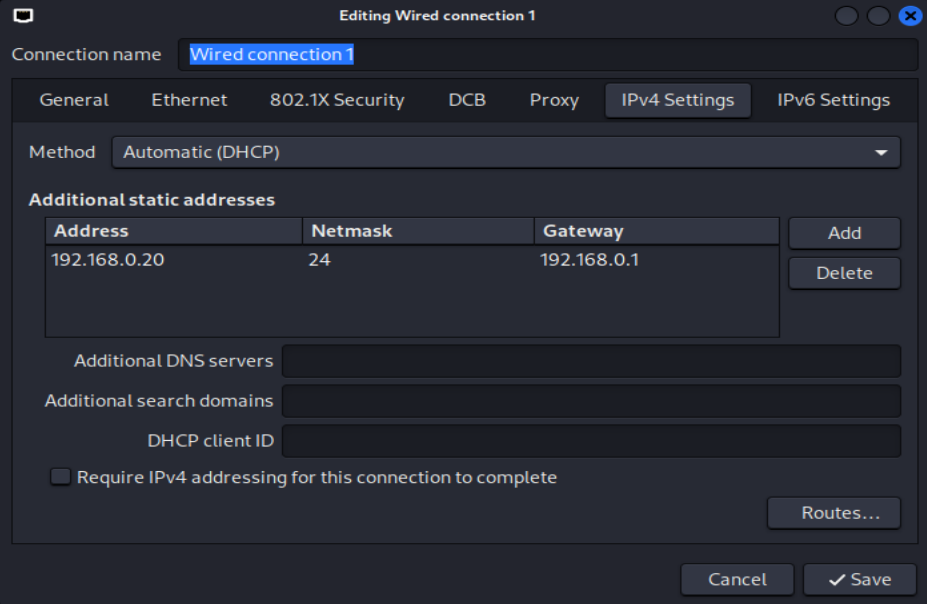 Editing Wired connection 1
Connection name Wired connection 1
General Ethernet 802.1X Security DCB Proxy IPv4 Settings IPv6 Settings
Method Automatic (DHCP)
Additional static addresses
Address Netmask Gateway Add
192.168.0.20 24 192.168.0.1
Delete
Additional DNS servers
Additional search domains
DHCP client ID
Require IPv4 addressing for this connection to complete
Routes...
Cancel Save